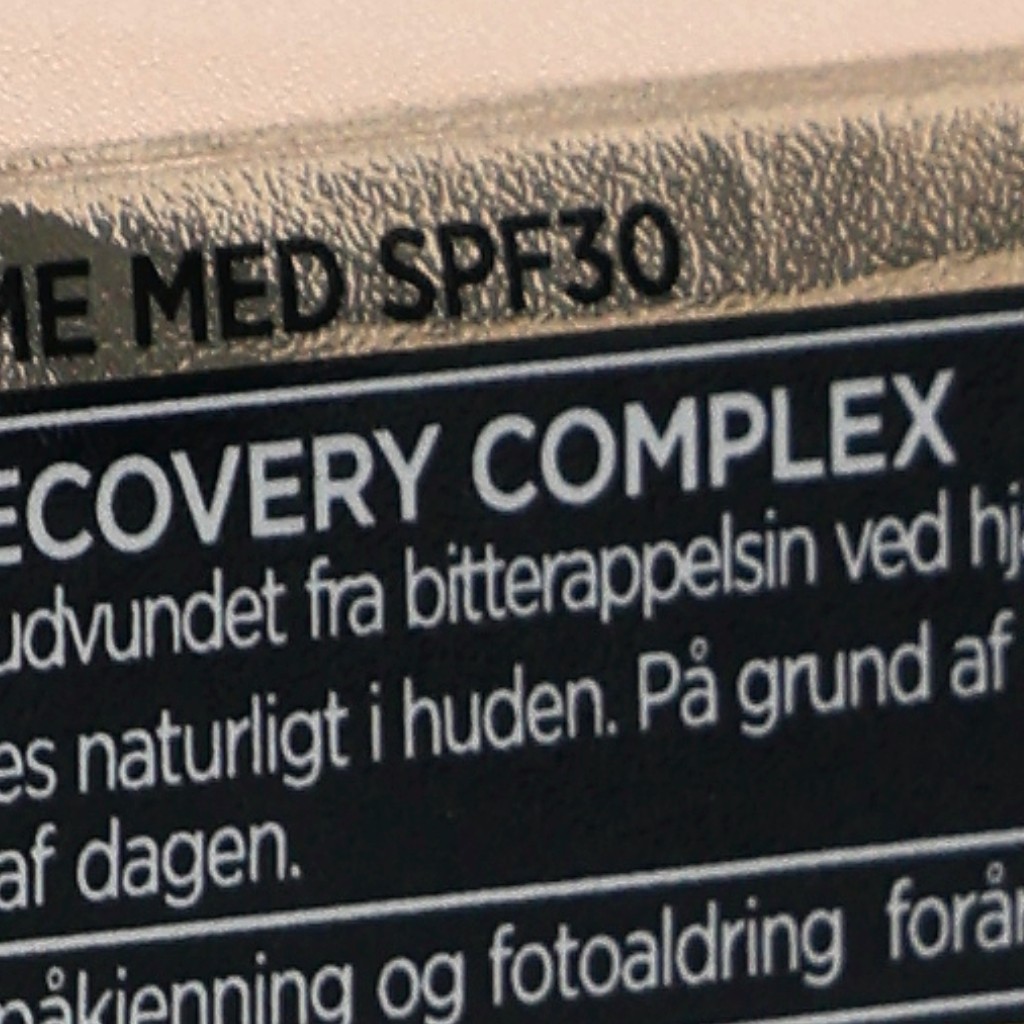 ME MED SPF30
ECOVERY COMPLEX
udvundet fra bitterappelsin ved hj
es naturligt i huden. På grund af
af dagen.
påkjenning og fotoaldring forår